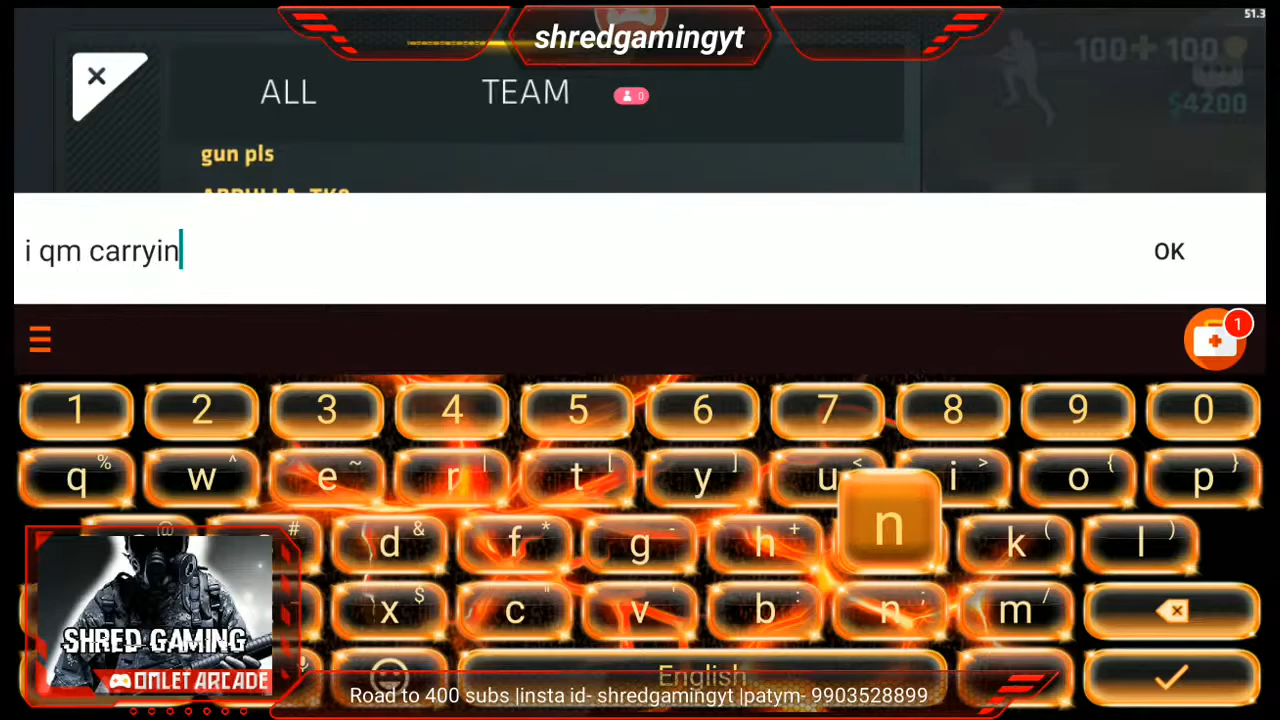 shredgamingyt
51.3
ALL TEAM 0
100+ 100
$4200
gun pls
ABDULLA_TK0
i qm carryin
OK
1
1 2 3 4 5 6 7 8 9 0
q % w ^ e ~ r | t [ y ] u < i > o { p }
@ # d & f * g - h + n k ( l )
x $ c " v ' b : n ; m /
SHRED GAMING
OMLET ARCADE
English
Road to 400 subs |insta id- shredgamingyt |patym- 9903528899